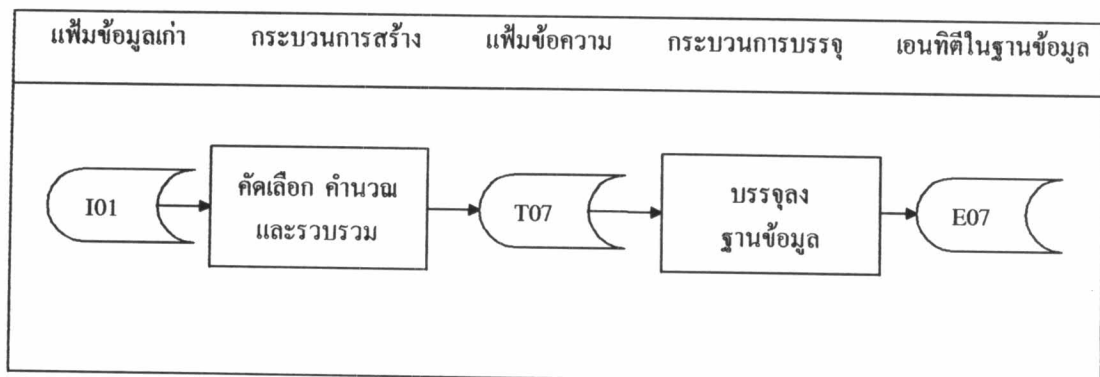 แฟ้มข้อมูลเก่า กระบวนการสร้าง แฟ้มข้อความ กระบวนการบรรจุ เอนทิตีในฐานข้อมูล
I01
คัดเลือก คำนวณ
และรวบรวม
T07
บรรจุลง
ฐานข้อมูล
E07